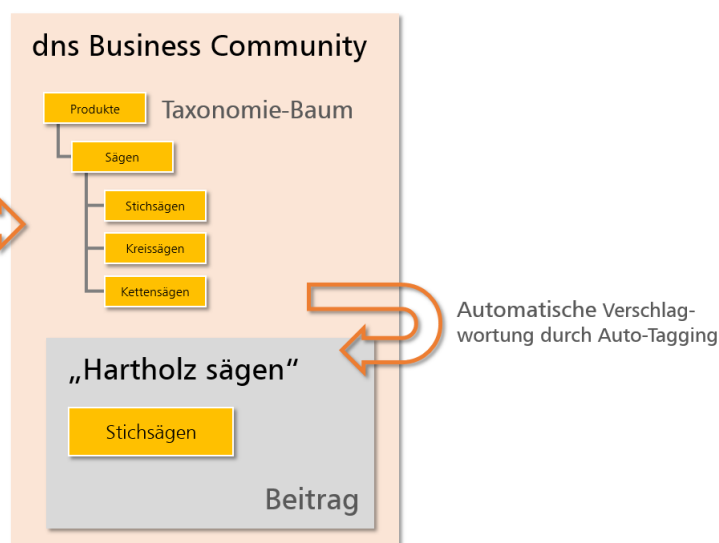 dns Business Community
Produkte
Taxonomie-Baum
Sägen
Stichsägen
Kreissägen
Kettensägen
Automatische Verschlag-
wortung durch Auto-Tagging
„Hartholz sägen“
Stichsägen
Beitrag